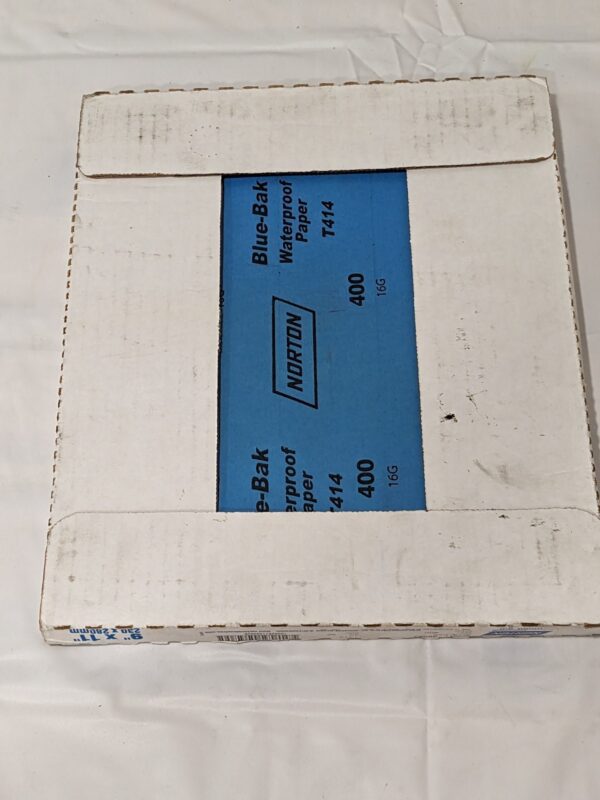 Blue-Bak
Waterproof
Paper
T414
400
16G
NORTON
e-Bak
erproof
aper
T414
400
16G
9" X 11"
230 x 280mm